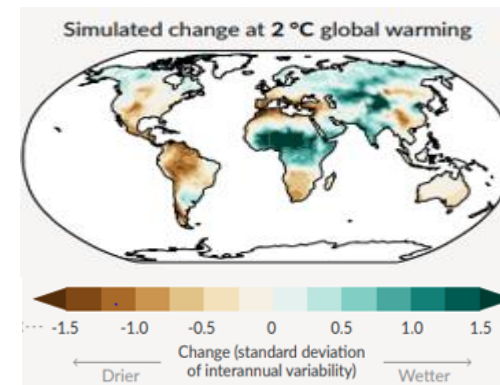 Simulated change at 2 °C global warming
-1.5 -1.0 -0.5 0 0.5 1.0 1.5
Change (standard deviation
of interannual variability)
Drier Wetter